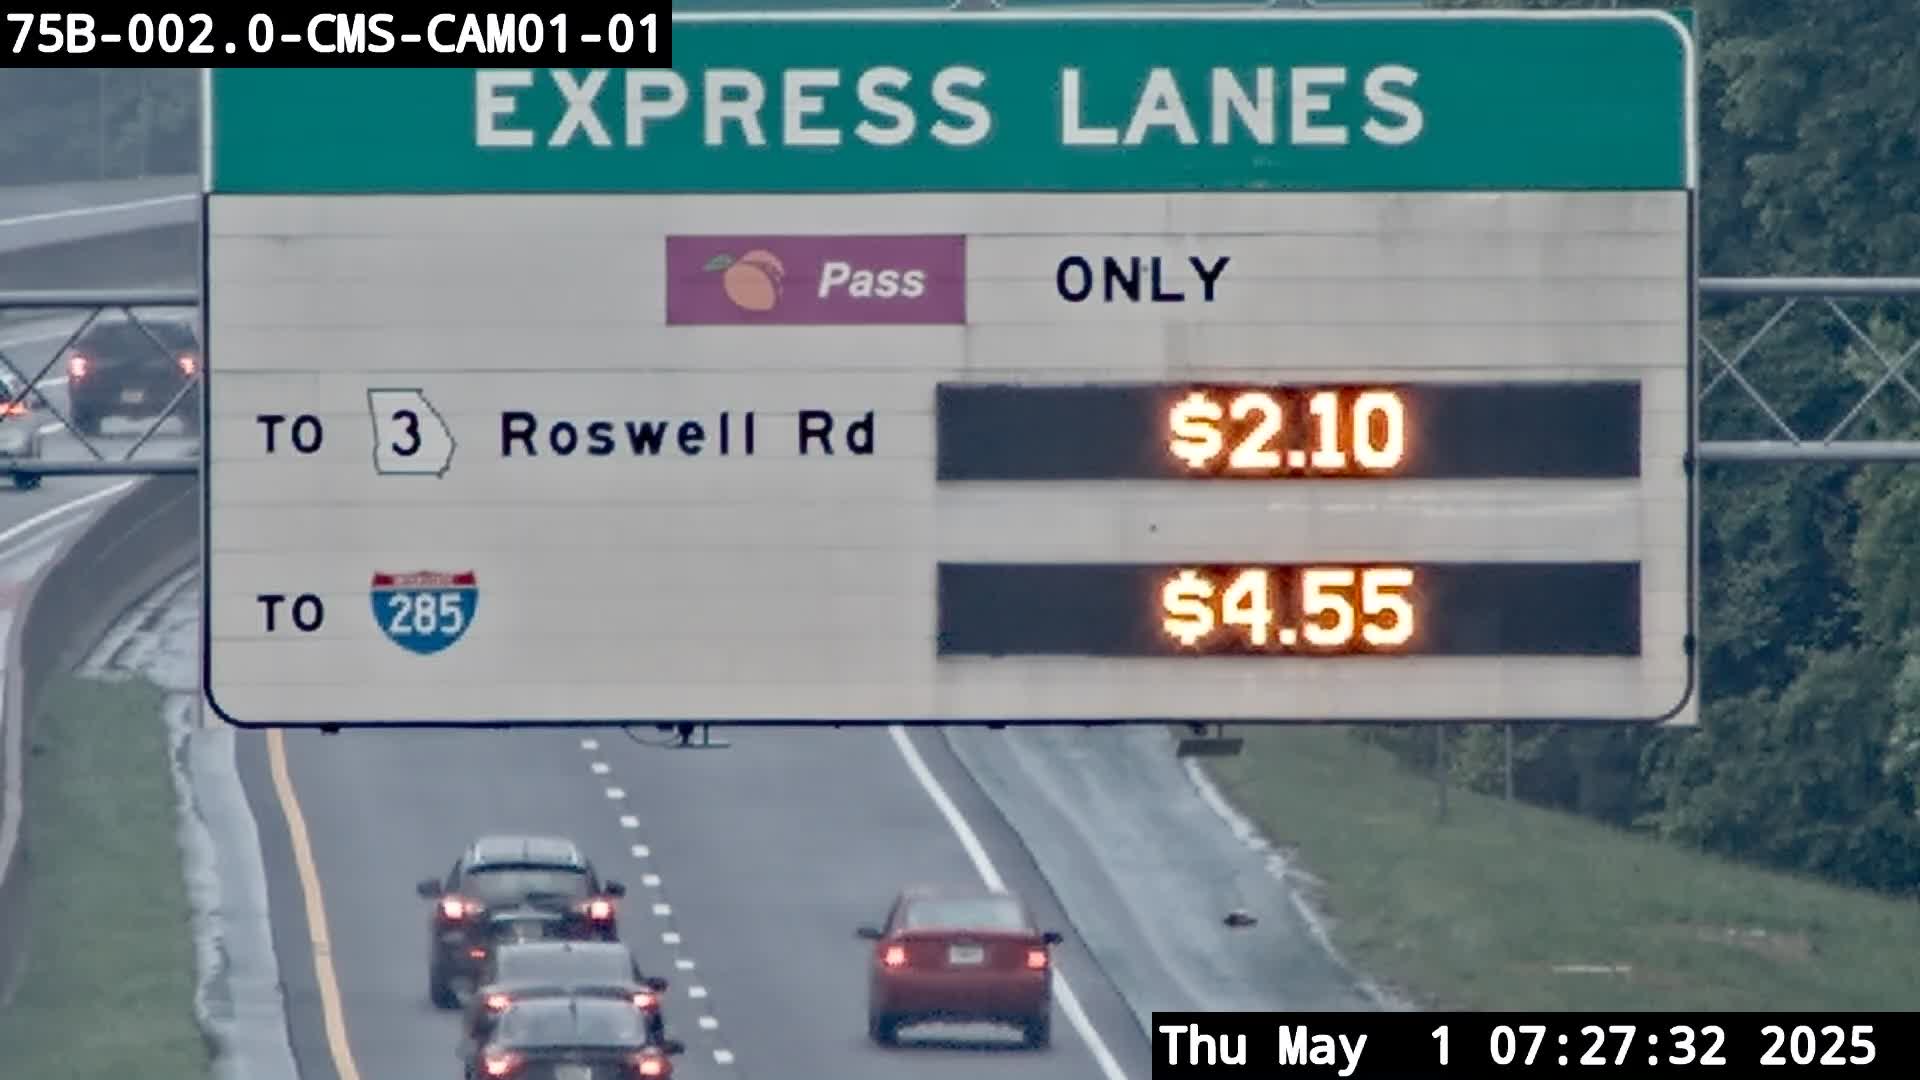 75B-002.0-CMS-CAM01-01
EXPRESS LANES
Pass ONLY
TO 3 Roswell Rd $2.10
TO 285 $4.55
Thu May 1 07:27:32 2025